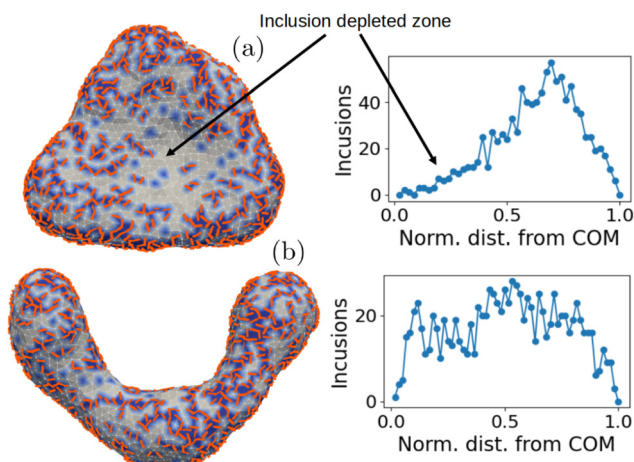 Inclusion depleted zone
(a)
Incusions
40
20
0
0.0 0.5 1.0
Norm. dist. from COM
(b)
Incusions
20
0
0.0 0.5 1.0
Norm. dist. from COM